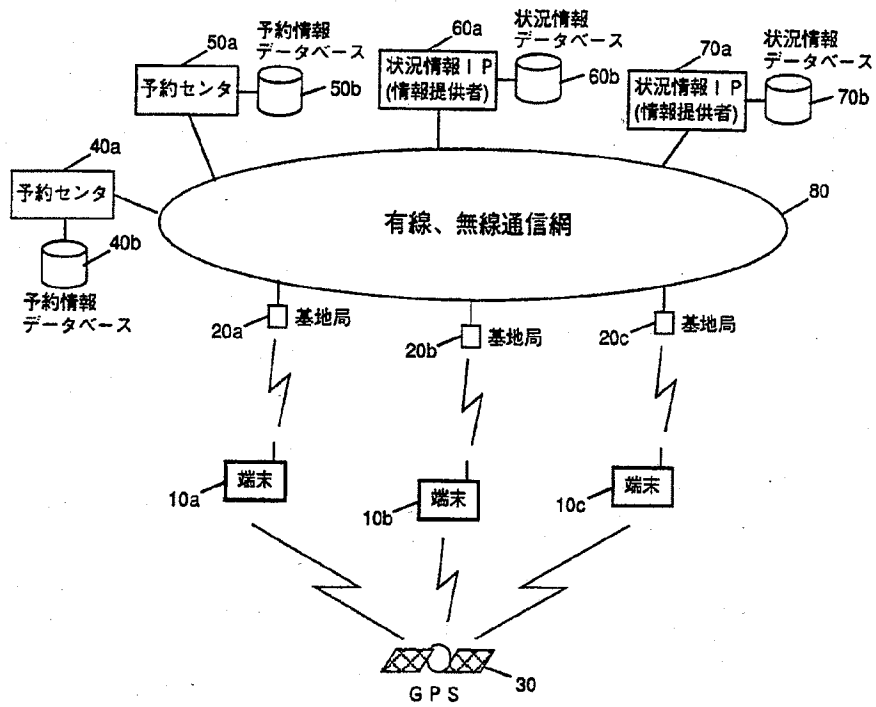 50a
予約情報
データベース
予約センタ
50b
60a
状況情報IP
(情報提供者)
状況情報
データベース
60b
70a
状況情報IP
(情報提供者)
状況情報
データベース
70b
40a
予約センタ
40b
予約情報
データベース
有線、無線通信網
80
20a
基地局
20b
基地局
20c
基地局
10a
端末
10b
端末
10c
端末
30
GPS